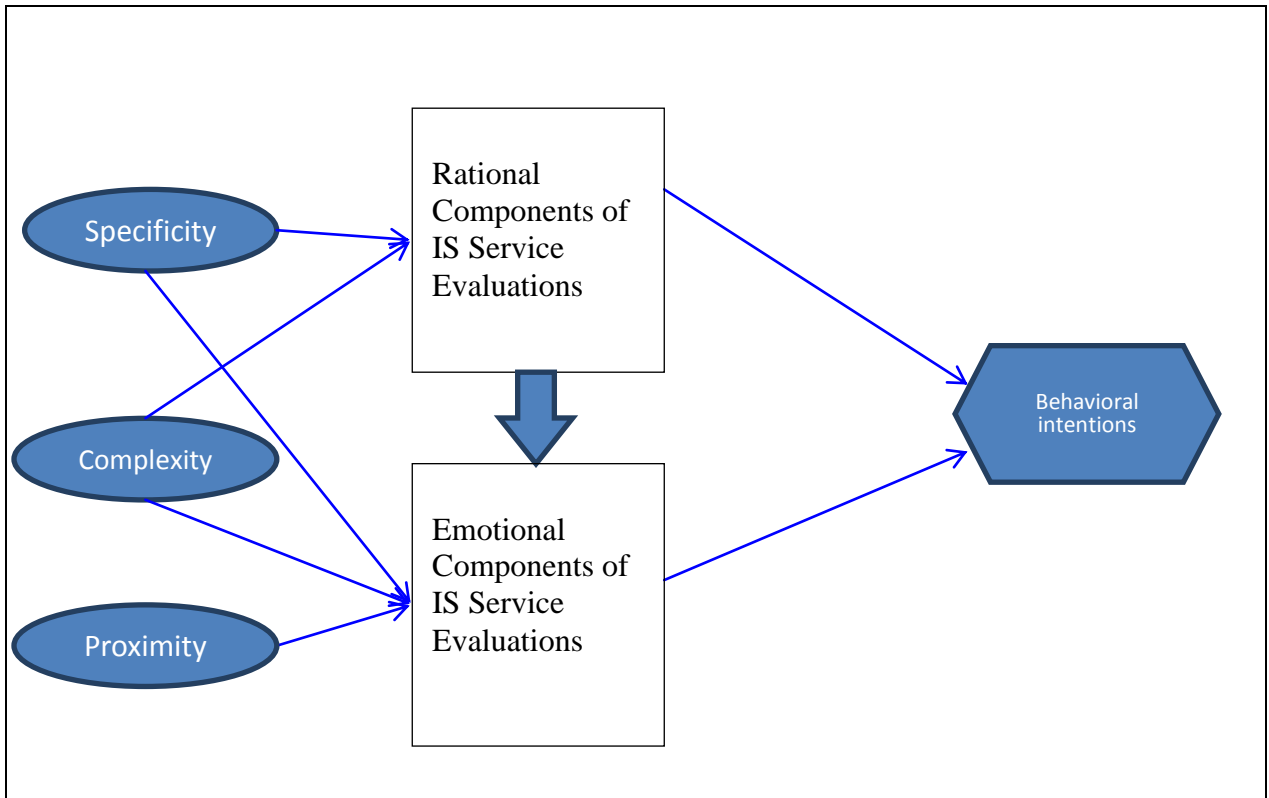 Specificity
Complexity
Proximity
Rational
Components of
IS Service
Evaluations
Emotional
Components of
IS Service
Evaluations
Behavioral
intentions